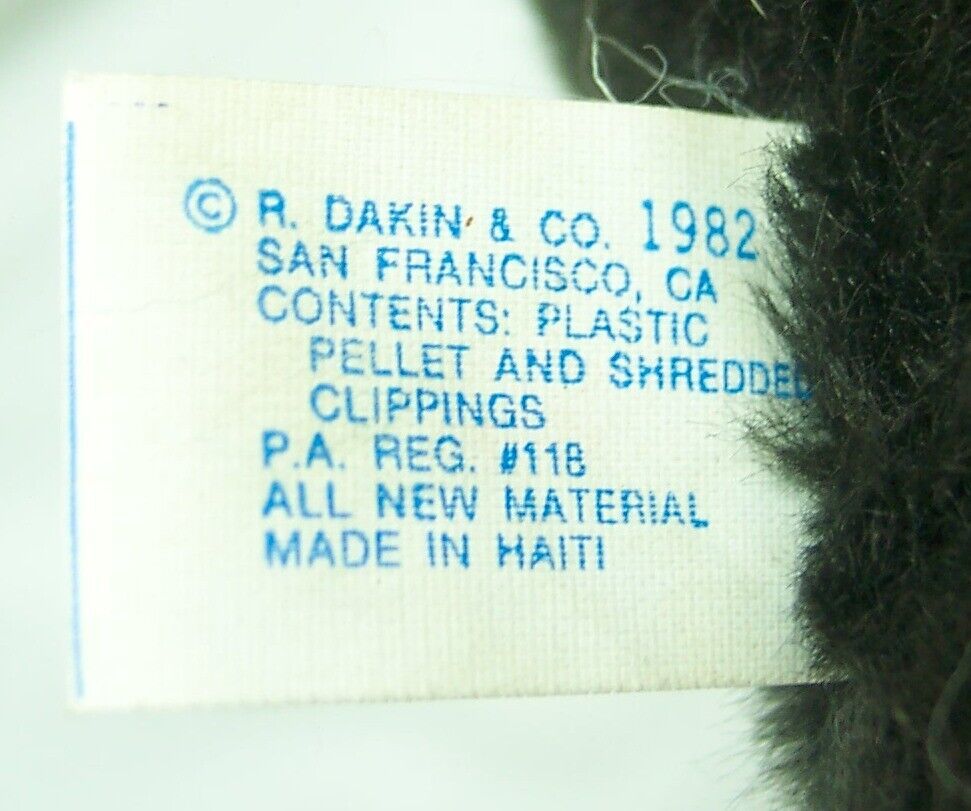 © R. DAKIN & CO. 1982
SAN FRANCISCO, CA
CONTENTS: PLASTIC
PELLET AND SHREDDED
CLIPPINGS
P.A. REG. #118
ALL NEW MATERIAL
MADE IN HAITI